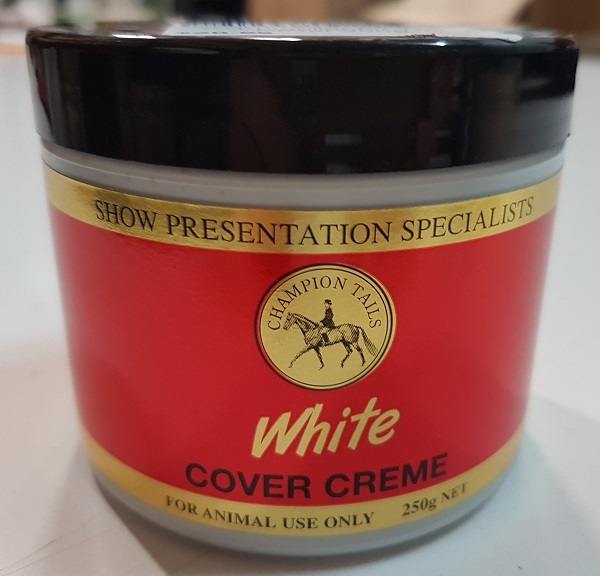 SHOW PRESENTATION SPECIALISTS
CHAMPION TAILS
White
COVER CREME
FOR ANIMAL USE ONLY 250g NET